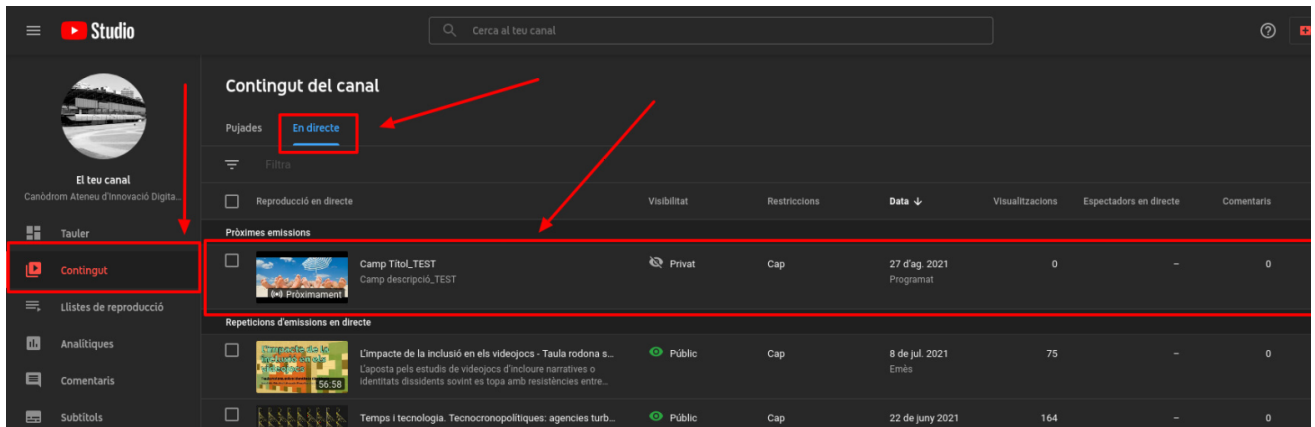 Studio
Cerca al teu canal
El teu canal
Canòdrom Ateneu d'Innovació Digita...
Tauler
Contingut
Llistes de reproducció
Analítiques
Comentaris
Subtítols
Contingut del canal
Pujades En directe
Filtra
Reproducció en directe Visibilitat Restriccions Data ↓ Visualitzacions Espectadors en directe Comentaris
Pròximes emissions
Camp Títol_TEST Privat Cap 27 d'ag. 2021 0 – 0
Camp descripció_TEST Programat
Pròximament
Repeticions d'emissions en directe
L'impacte de la inclusió en els videojocs - Taula rodona s... Públic Cap 8 de jul. 2021 75 – 0
L'aposta pels estudis de videojocs d'incloure narratives o Emès
identitats dissidents sovint es topa amb resistències entre...
56:58
Temps i tecnologia. Tecnocronopolítiques: agencies turb... Públic Cap 22 de juny 2021 164 – 0